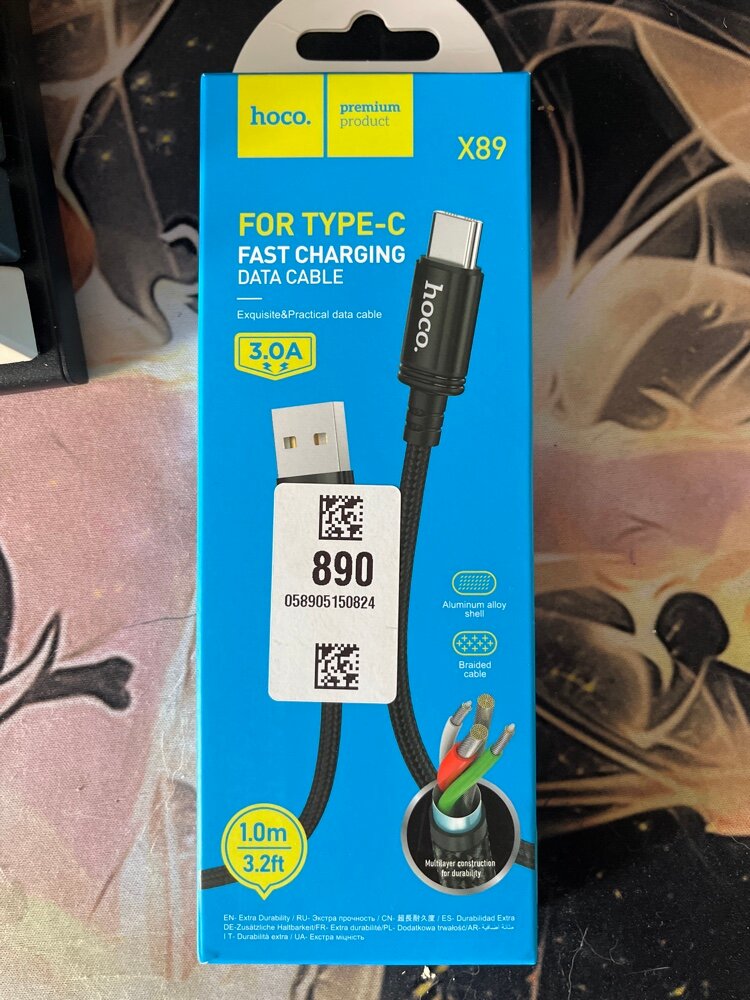 hoco.
premium
product
X89
FOR TYPE-C
FAST CHARGING
DATA CABLE
Exquisite&Practical data cable
3.0A
hoco.
890
058905150824
Aluminum alloy
shell
Braided
cable
Multilayer construction
for durability
1.0m
3.2ft
EN- Extra Durability / RU- Экстра прочность / CN- 超長耐久度 / ES- Durabilidad Extra
DE-Zusätzliche Haltbarkeit/FR- Extra durabilité/PL- Dodatkowa trwałość/AR- متانة إضافية
IT- Durabilità extra / UA- Екстра міцність